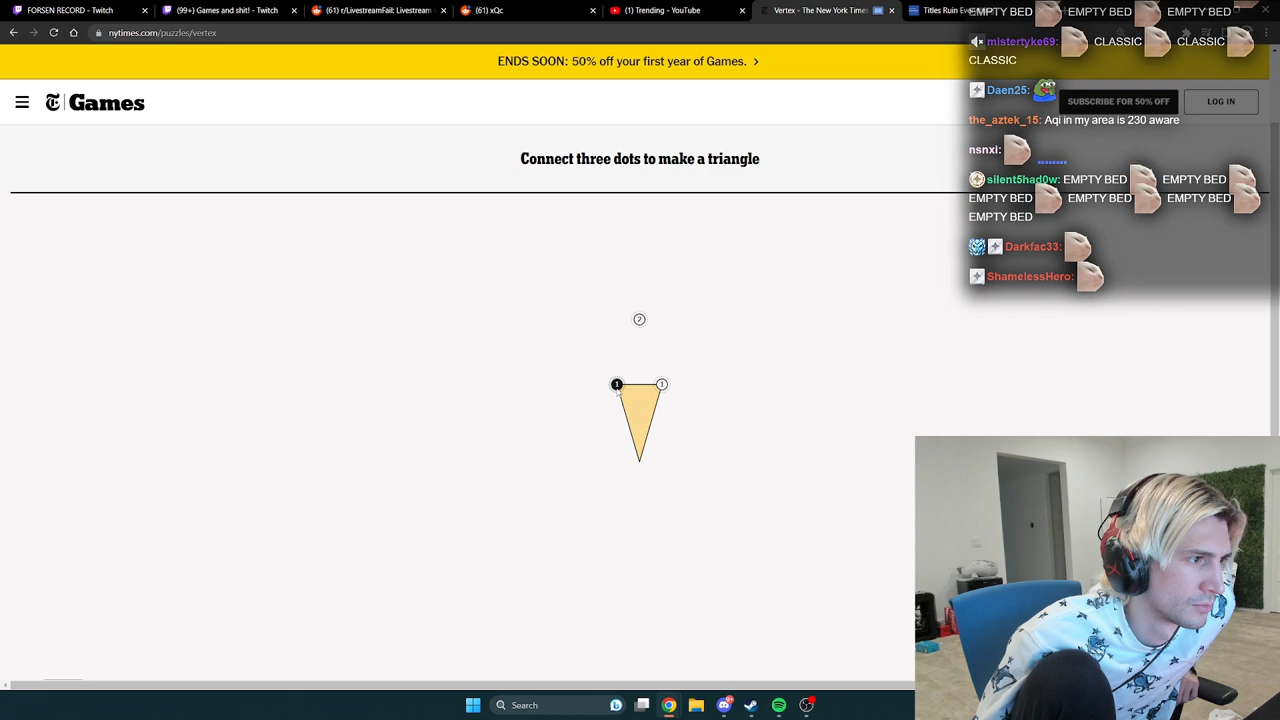 FORSEN RECORD - Twitch
(99+) Games and shit! - Twitch
(61) r/LivestreamFail: Livestream
(61) xQc
(1) Trending - YouTube
Vertex - The New York Times
Titles Ruin Ever
nytimes.com/puzzles/vertex
ENDS SOON: 50% off your first year of Games.
Games
SUBSCRIBE FOR 50% OFF
LOG IN
Connect three dots to make a triangle
2
1
1
EMPTY BED EMPTY BED EMPTY BED
mistertyke69: CLASSIC CLASSIC
CLASSIC
Daen25:
the_aztek_15: Aqi in my area is 230 aware
nsnxi:
silent5had0w: EMPTY BED EMPTY BED
EMPTY BED EMPTY BED EMPTY BED
EMPTY BED
Darkfac33:
ShamelessHero:
Search